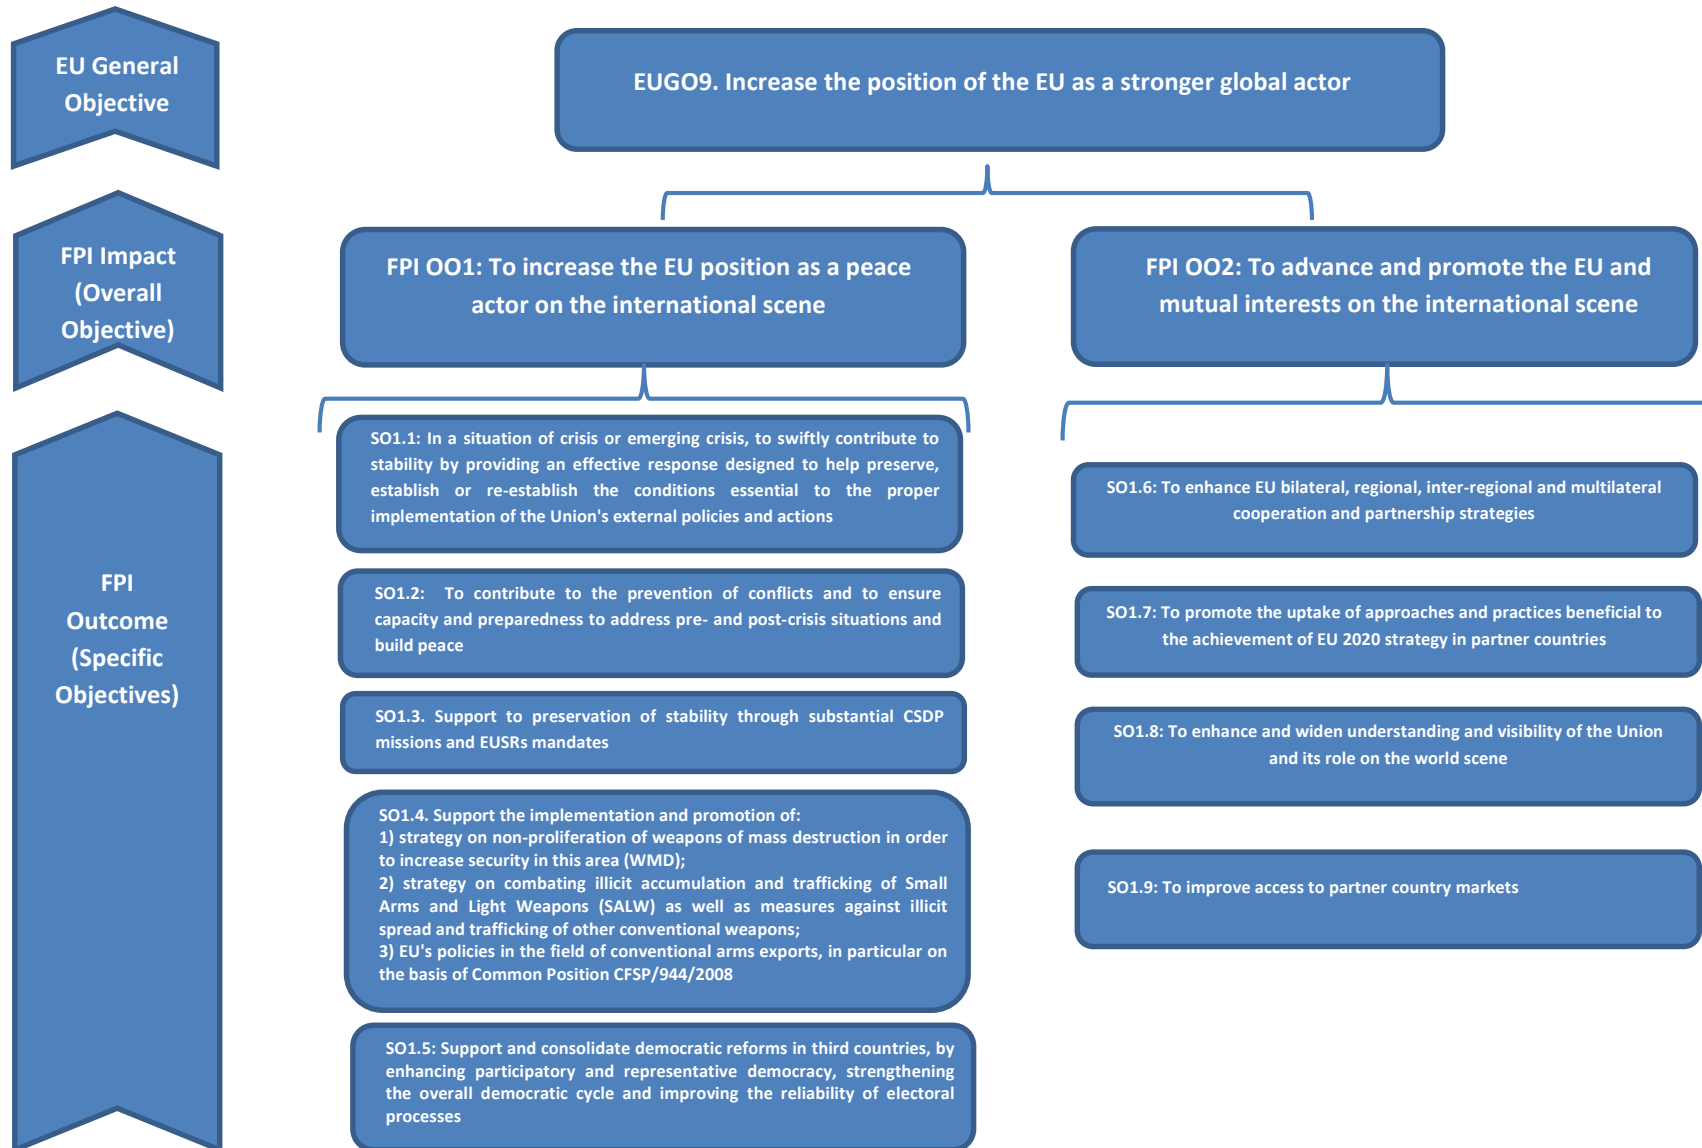 EU General
Objective
EUGO9. Increase the position of the EU as a stronger global actor
FPI Impact
(Overall
Objective)
FPI OO1: To increase the EU position as a peace
actor on the international scene
FPI OO2: To advance and promote the EU and
mutual interests on the international scene
FPI
Outcome
(Specific
Objectives)
SO1.1: In a situation of crisis or emerging crisis, to swiftly contribute to
stability by providing an effective response designed to help preserve,
establish or re-establish the conditions essential to the proper
implementation of the Union's external policies and actions
SO1.2: To contribute to the prevention of conflicts and to ensure
capacity and preparedness to address pre- and post-crisis situations and
build peace
SO1.3. Support to preservation of stability through substantial CSDP
missions and EUSRs mandates
SO1.4. Support the implementation and promotion of:
1) strategy on non-proliferation of weapons of mass destruction in order
to increase security in this area (WMD);
2) strategy on combating illicit accumulation and trafficking of Small
Arms and Light Weapons (SALW) as well as measures against illicit
spread and trafficking of other conventional weapons;
3) EU's policies in the field of conventional arms exports, in particular on
the basis of Common Position CFSP/944/2008
SO1.5: Support and consolidate democratic reforms in third countries, by
enhancing participatory and representative democracy, strengthening
the overall democratic cycle and improving the reliability of electoral
processes
SO1.6: To enhance EU bilateral, regional, inter-regional and multilateral
cooperation and partnership strategies
SO1.7: To promote the uptake of approaches and practices beneficial to
the achievement of EU 2020 strategy in partner countries
SO1.8: To enhance and widen understanding and visibility of the Union
and its role on the world scene
SO1.9: To improve access to partner country markets